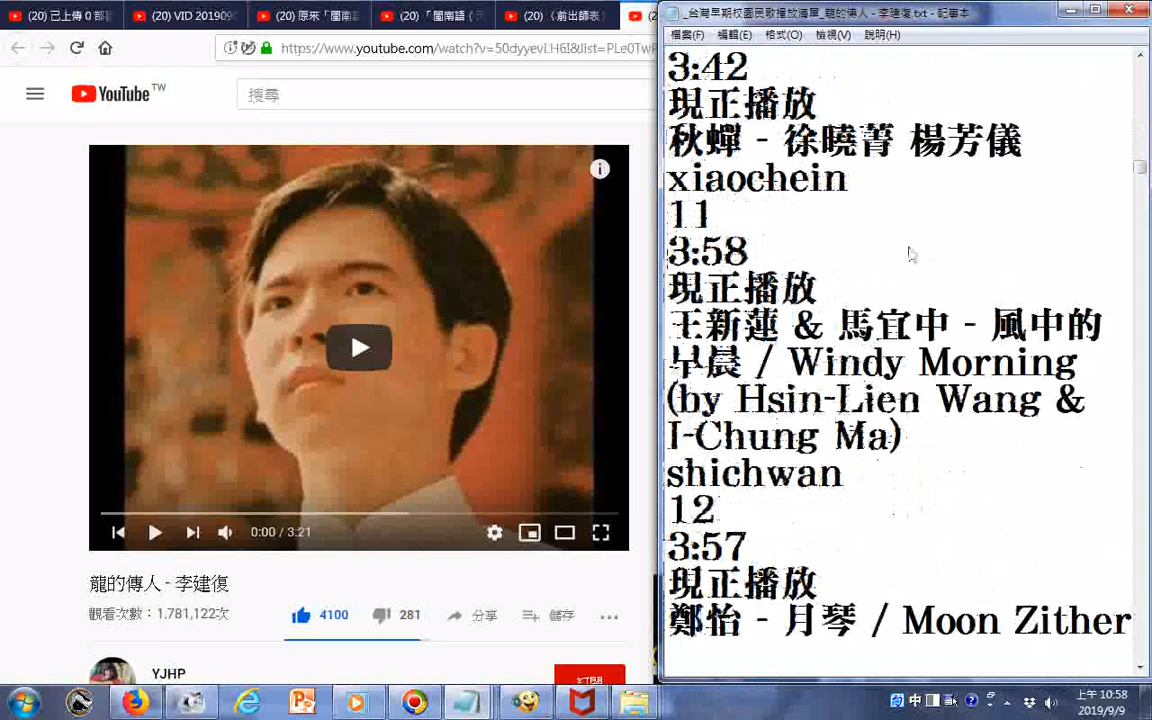 (20) 己上傳 0 部
(20) VID 201909
(20) 原來「閩南
(20) 「閩南語
(20) 〈前出師表〉
https://www.youtube.com/watch?v=50dyyevLH6I&list=PLe0TwP
YouTube TW
搜尋
0:00 / 3:21
龍的傳人 - 李建復
觀看次數：1,781,122次
4100
281
分享
儲存
YJHP
訂閱
_台灣早期校園民歌播放清單_龍的傳人 - 李建復.txt - 記事本
檔案(F) 編輯(E) 格式(O) 檢視(V) 說明(H)
3:42
現正播放
秋蟬 - 徐曉菁 楊芳儀
xiaochein
11
3:58
現正播放
王新蓮 & 馬宜中 - 風中的
早晨 / Windy Morning
(by Hsin-Lien Wang &
I-Chung Ma)
shichwan
12
3:57
現正播放
鄭怡 - 月琴 / Moon Zither
中
上午 10:58
2019/9/9